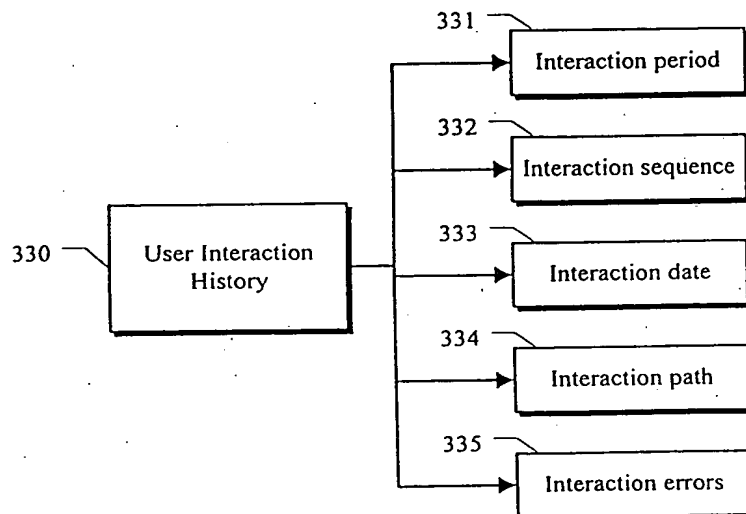 331
Interaction period
332
Interaction sequence
333
Interaction date
330
User Interaction
History
334
Interaction path
335
Interaction errors